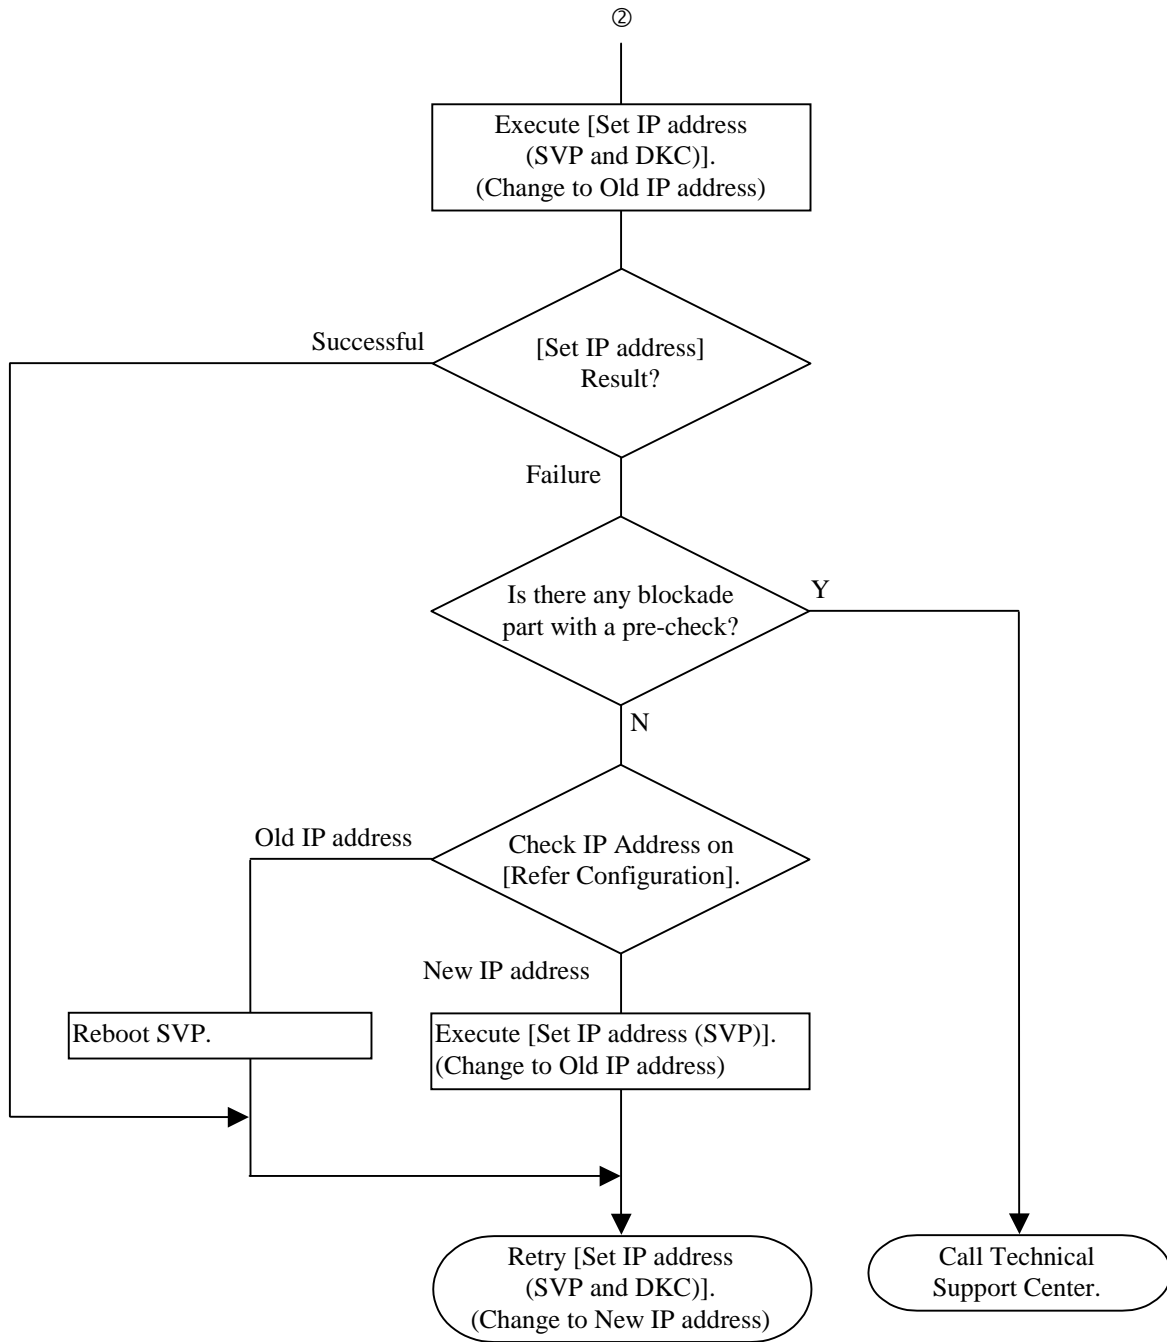 ②
Execute [Set IP address
(SVP and DKC)].
(Change to Old IP address)
Successful
[Set IP address]
Result?
Failure
Is there any blockade
part with a pre-check?
Y
N
Old IP address
Check IP Address on
[Refer Configuration].
New IP address
Reboot SVP.
Execute [Set IP address (SVP)].
(Change to Old IP address)
Retry [Set IP address
(SVP and DKC)].
(Change to New IP address)
Call Technical
Support Center.